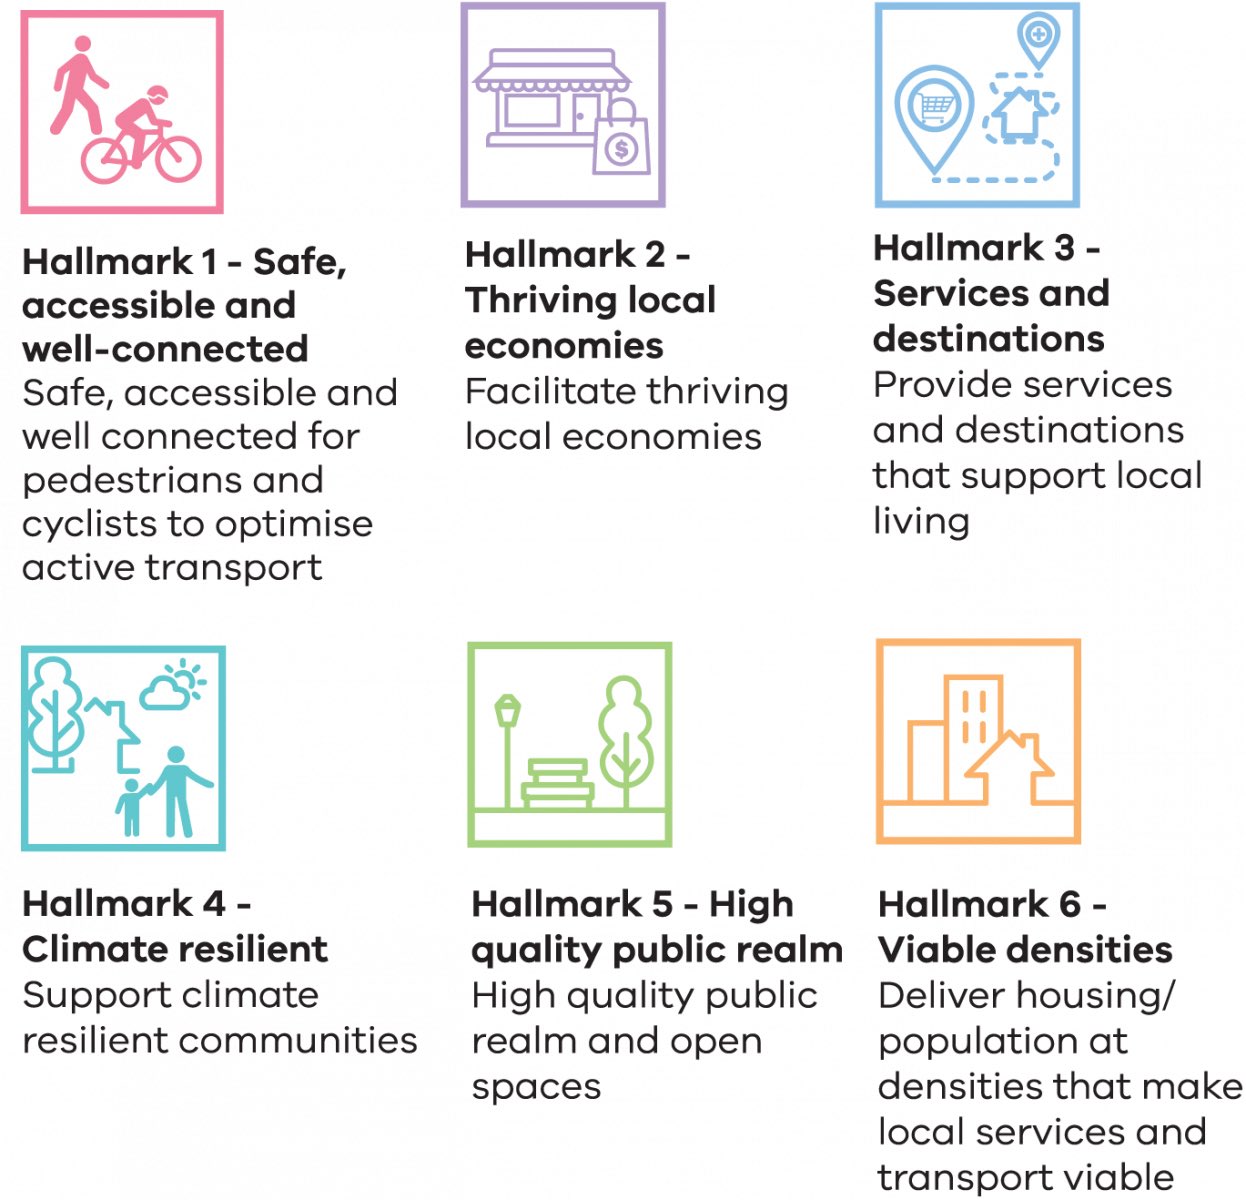 $
Hallmark 1 - Safe,
accessible and
well-connected
Safe, accessible and
well connected for
pedestrians and
cyclists to optimise
active transport
Hallmark 2 -
Thriving local
economies
Facilitate thriving
local economies
Hallmark 3 -
Services and
destinations
Provide services
and destinations
that support local
living
Hallmark 4 -
Climate resilient
Support climate
resilient communities
Hallmark 5 - High
quality public realm
High quality public
realm and open
spaces
Hallmark 6 -
Viable densities
Deliver housing/
population at
densities that make
local services and
transport viable